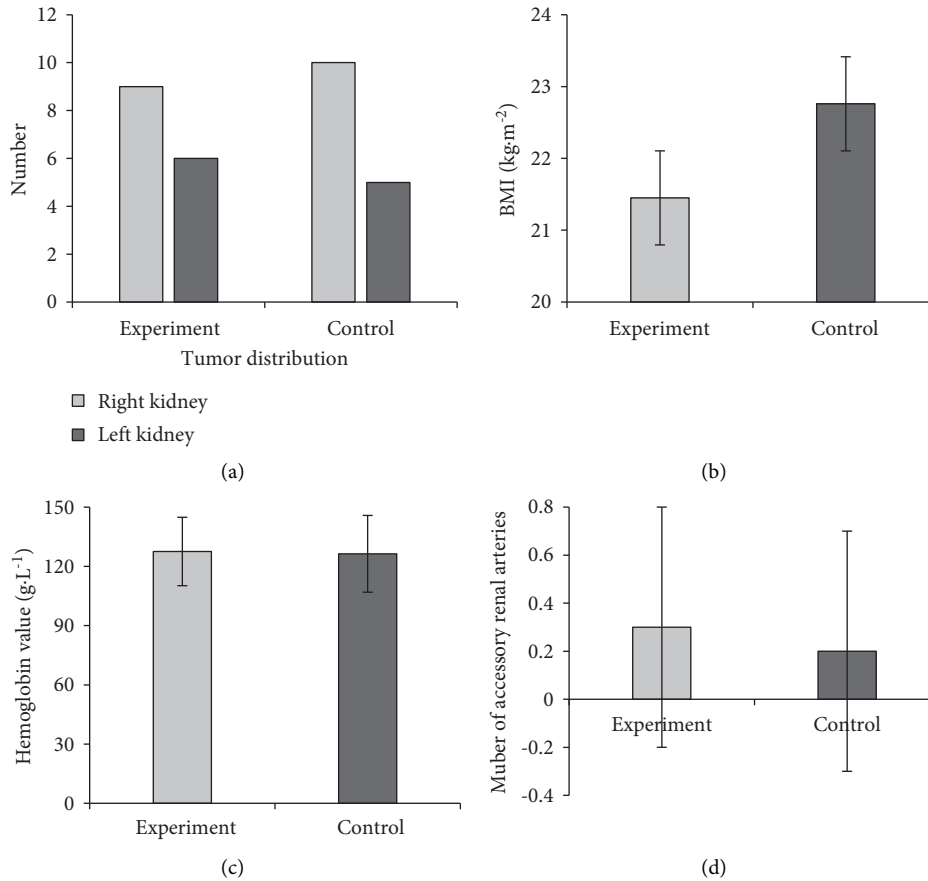 14
12
10
8
6
4
2
0
Number
Experiment
Control
Tumor distribution
Right kidney
Left kidney
(a)
24
23
22
21
20
BMI (kg·m⁻²)
Experiment
Control
(b)
150
120
90
60
30
0
Hemoglobin value (g·L⁻¹)
Experiment
Control
(c)
0.8
0.6
0.4
0.2
0
-0.2
-0.4
Muber of accessory renal arteries
Experiment
Control
(d)